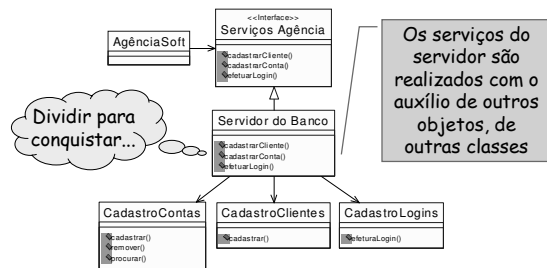 <<Interface>>
Serviços Agência
cadastrarCliente()
cadastrarConta()
efetuarLogin()
AgênciaSoft
Os serviços do
servidor são
realizados com o
auxílio de outros
objetos, de
outras classes
Dividir para
conquistar...
Servidor do Banco
cadastrarCliente()
cadastrarConta()
efetuarLogin()
CadastroContas
cadastrar()
remover()
procurar()
CadastroClientes
cadastrar()
CadastroLogins
efeturaLogin()